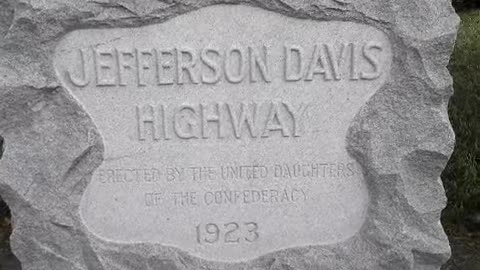 JEFFERSON DAVIS
HIGHWAY
ERECTED BY THE UNITED DAUGHTERS
OF THE CONFEDERACY
1923